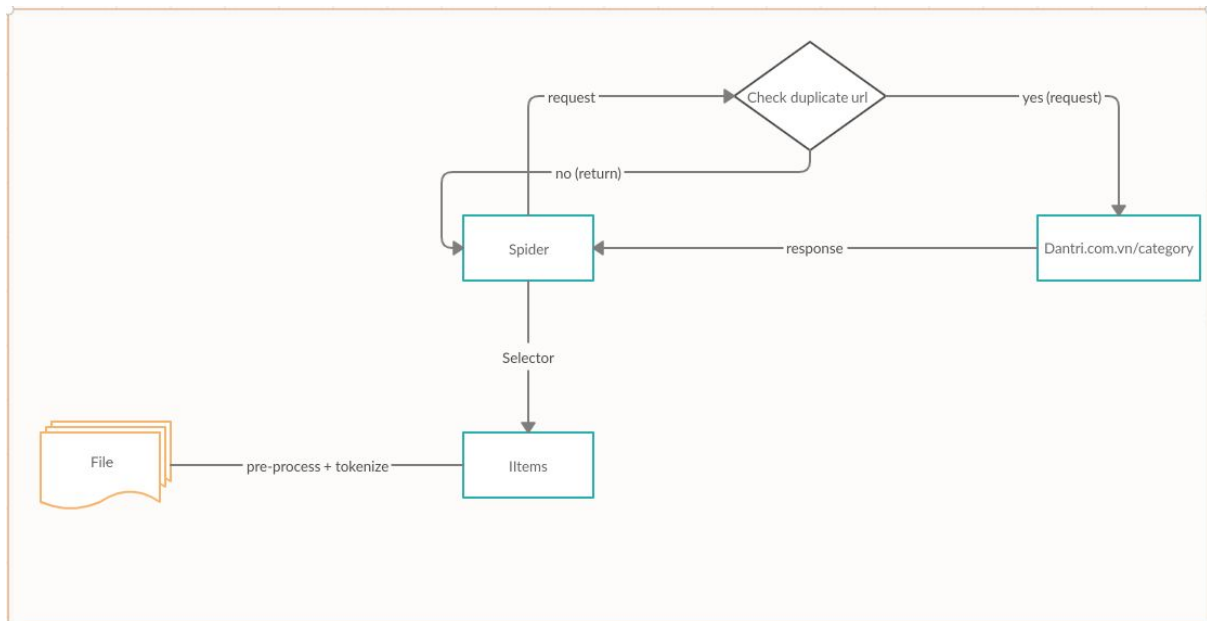 request
Check duplicate url
yes (request)
no (return)
Spider
response
Dantri.com.vn/category
Selector
File
pre-process + tokenize
IItems